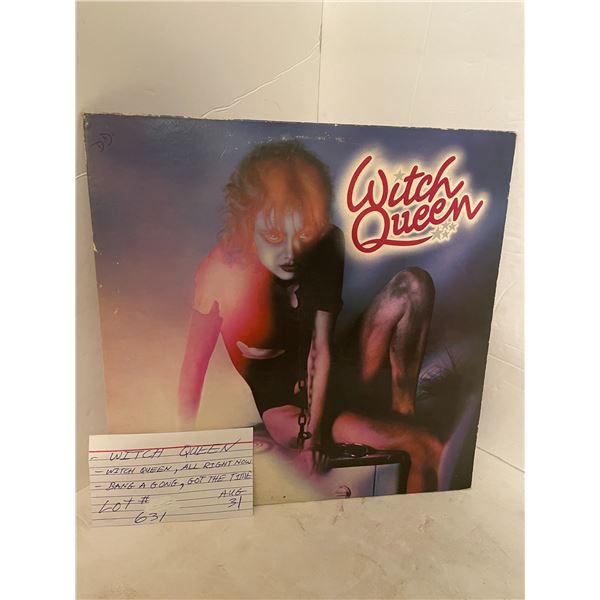 Witch
Queen
- WITCH QUEEN
- WITCH QUEEN, ALL RIGHT NOW
- BANG A GONG, GOT THE TIME
LOT # AUG
631 31